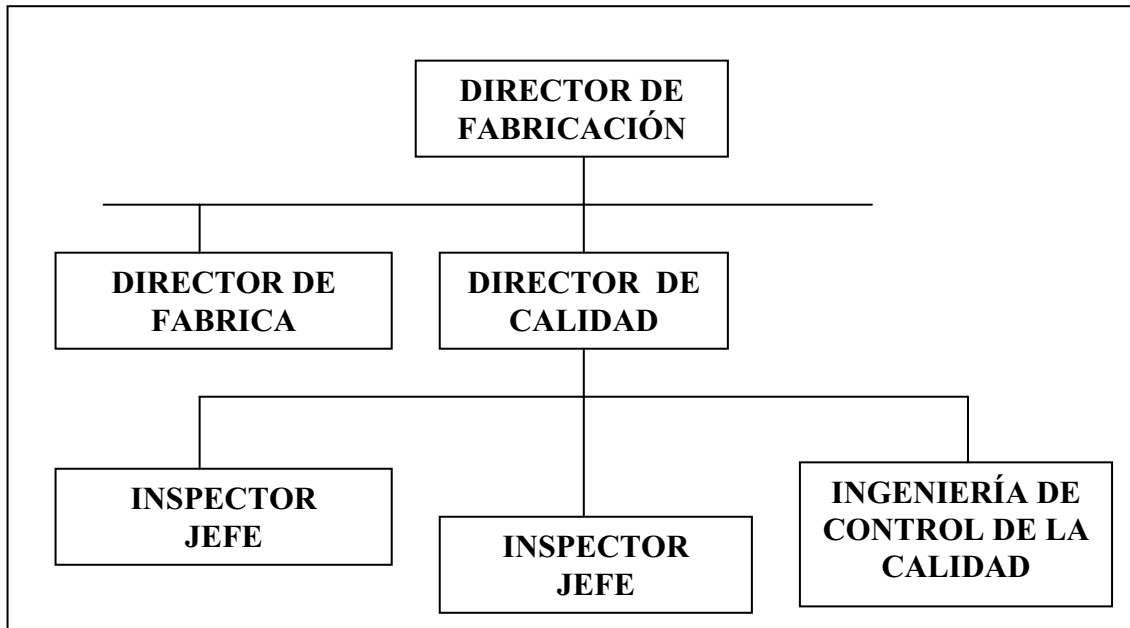 DIRECTOR DE
FABRICACIÓN
DIRECTOR DE
FABRICA
DIRECTOR DE
CALIDAD
INSPECTOR
JEFE
INSPECTOR
JEFE
INGENIERÍA DE
CONTROL DE LA
CALIDAD